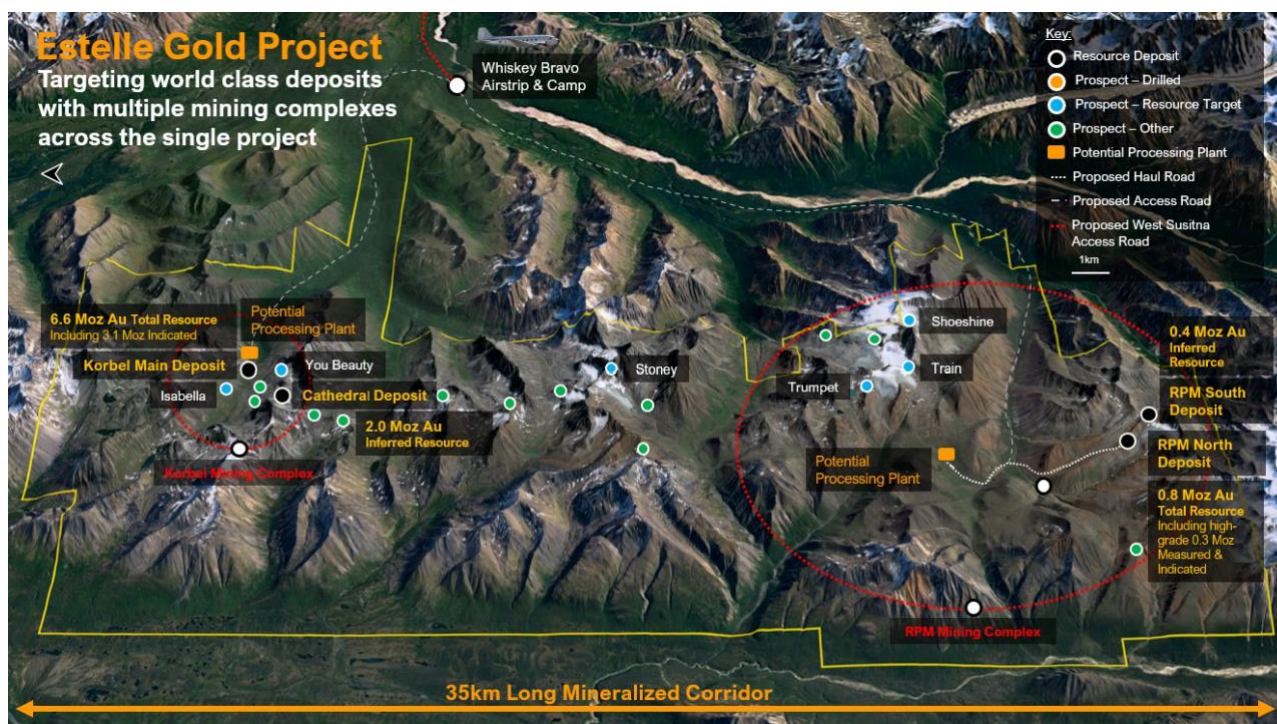 Estelle Gold Project
Targeting world class deposits
with multiple mining complexes
across the single project
Whiskey Bravo
Airstrip & Camp
Key:
Resource Deposit
Prospect – Drilled
Prospect – Resource Target
Prospect – Other
Potential Processing Plant
Proposed Haul Road
Proposed Access Road
Proposed West Susitna
Access Road
1km
6.6 Moz Au Total Resource
Including 3.1 Moz Indicated
Potential
Processing Plant
Korbel Main Deposit
You Beauty
Isabella
Cathedral Deposit
2.0 Moz Au
Inferred Resource
Korbel Mining Complex
Stoney
Shoeshine
Train
Trumpet
Potential
Processing Plant
0.4 Moz Au
Inferred
Resource
RPM South
Deposit
RPM North
Deposit
0.8 Moz Au
Total Resource
Including high-
grade 0.3 Moz
Measured &
Indicated
RPM Mining Complex
35km Long Mineralized Corridor